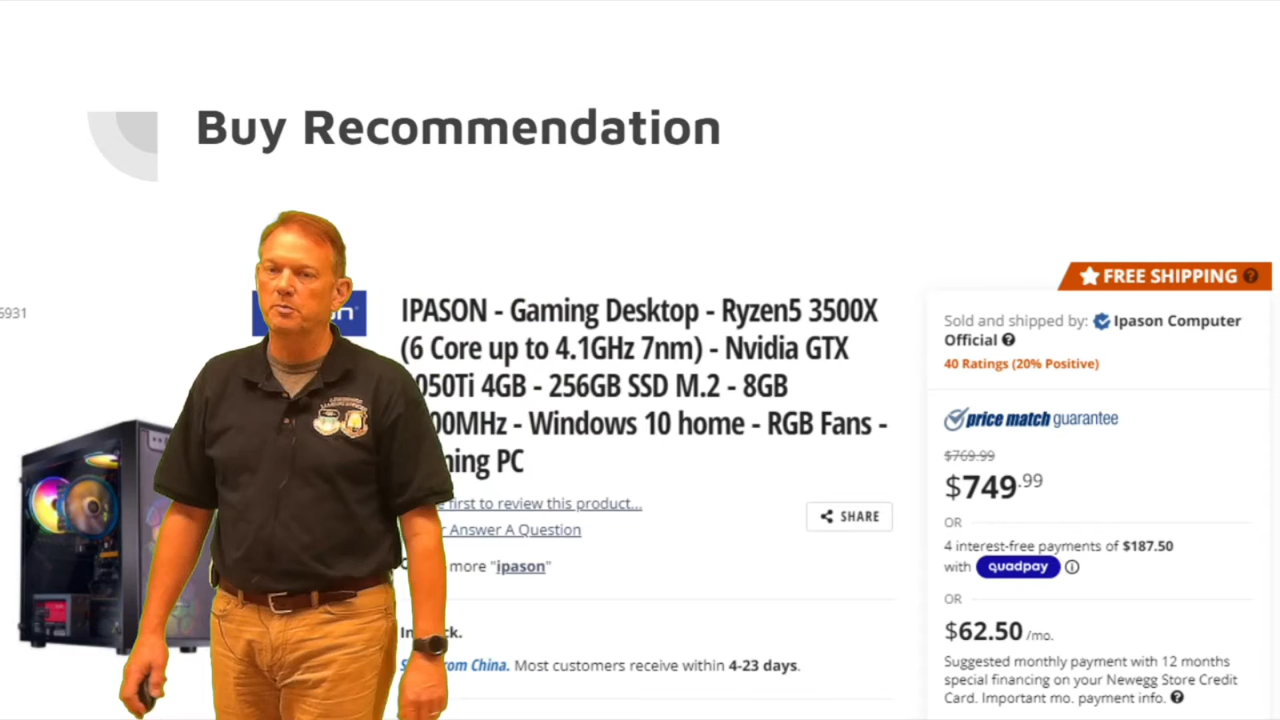 Buy Recommendation
FREE SHIPPING
6931
IPASON - Gaming Desktop - Ryzen5 3500X
(6 Core up to 4.1GHz 7nm) - Nvidia GTX
050Ti 4GB - 256GB SSD M.2 - 8GB
00MHz - Windows 10 home - RGB Fans -
ing PC
first to review this product...
Answer A Question
more "ipason"
SHARE
In ck.
from China. Most customers receive within 4-23 days.
Sold and shipped by: Ipason Computer
Official
40 Ratings (20% Positive)
price match guarantee
$769.99
$749.99
OR
4 interest-free payments of $187.50
with quadpay
OR
$62.50 /mo.
Suggested monthly payment with 12 months
special financing on your Newegg Store Credit
Card. Important mo. payment info.